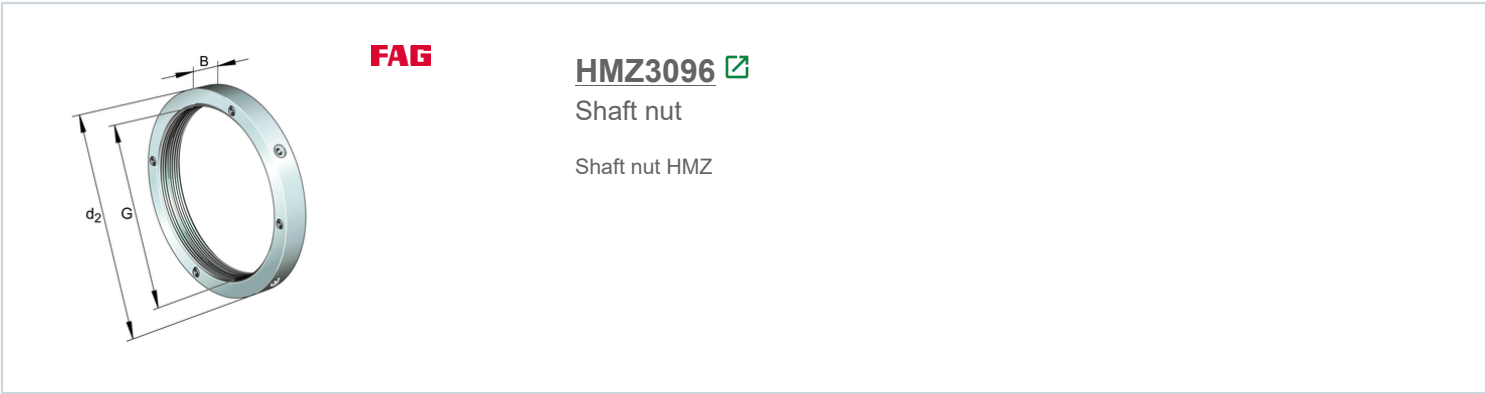 B
FAG
HMZ3096
Shaft nut
Shaft nut HMZ
d2
G